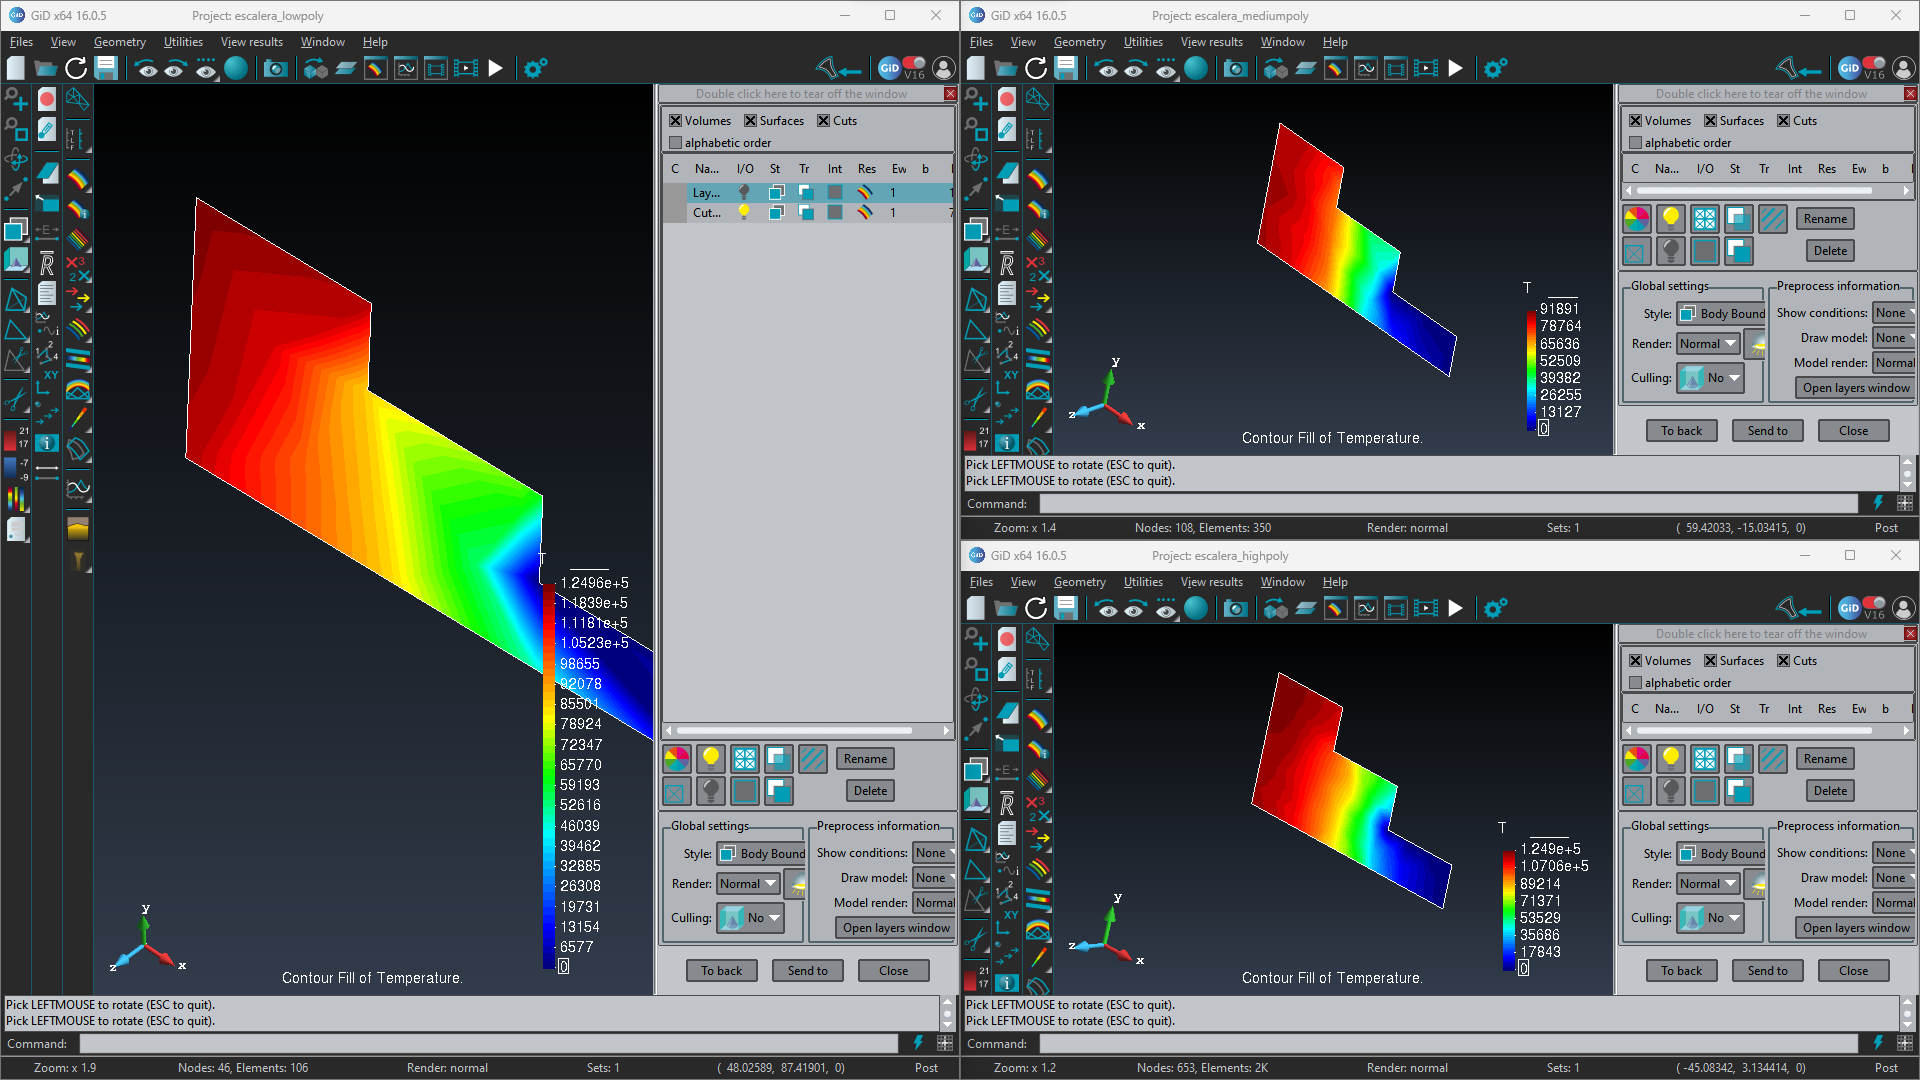 GiD x64 16.0.5 Project: escalera_lowpoly
Files View Geometry Utilities View results Window Help
GiD V16
Double click here to tear off the window
Volumes Surfaces Cuts
alphabetic order
C Na... I/O St Tr Int Res Ew b
Lay... 1 1
Cut... 1 7
T
1.2496e+5
1.1839e+5
1.1181e+5
1.0523e+5
98655
92078
85501
78924
72347
65770
59193
52616
46039
39462
32885
26308
19731
13154
6577
0
y
z x
Contour Fill of Temperature.
Rename
Delete
Global settings
Style: Body Bound
Render: Normal
Culling: No
Preprocess information
Show conditions: None
Draw model: None
Model render: Normal
Open layers window
To back Send to Close
Pick LEFTMOUSE to rotate (ESC to quit).
Pick LEFTMOUSE to rotate (ESC to quit).
Command:
Zoom: x 1.9 Nodes: 46, Elements: 106 Render: normal Sets: 1 ( 48.02589, 87.41901, 0) Post
GiD x64 16.0.5 Project: escalera_mediumpoly
Files View Geometry Utilities View results Window Help
GiD V16
Double click here to tear off the window
Volumes Surfaces Cuts
alphabetic order
C Na... I/O St Tr Int Res Ew b
T
91891
78764
65636
52509
39382
26255
13127
0
y
z x
Contour Fill of Temperature.
Rename
Delete
Global settings
Style: Body Bound
Render: Normal
Culling: No
Preprocess information
Show conditions: None
Draw model: None
Model render: Normal
Open layers window
To back Send to Close
Pick LEFTMOUSE to rotate (ESC to quit).
Pick LEFTMOUSE to rotate (ESC to quit).
Command:
Zoom: x 1.4 Nodes: 108, Elements: 350 Render: normal Sets: 1 ( 59.42033, -15.03415, 0) Post
GiD x64 16.0.5 Project: escalera_highpoly
Files View Geometry Utilities View results Window Help
GiD V16
Double click here to tear off the window
Volumes Surfaces Cuts
alphabetic order
C Na... I/O St Tr Int Res Ew b
T
1.249e+5
1.0706e+5
89214
71371
53529
35686
17843
0
y
z x
Contour Fill of Temperature.
Rename
Delete
Global settings
Style: Body Bound
Render: Normal
Culling: No
Preprocess information
Show conditions: None
Draw model: None
Model render: Normal
Open layers window
To back Send to Close
Pick LEFTMOUSE to rotate (ESC to quit).
Pick LEFTMOUSE to rotate (ESC to quit).
Command:
Zoom: x 1.2 Nodes: 653, Elements: 2K Render: normal Sets: 1 ( -45.08342, 3.134414, 0) Post